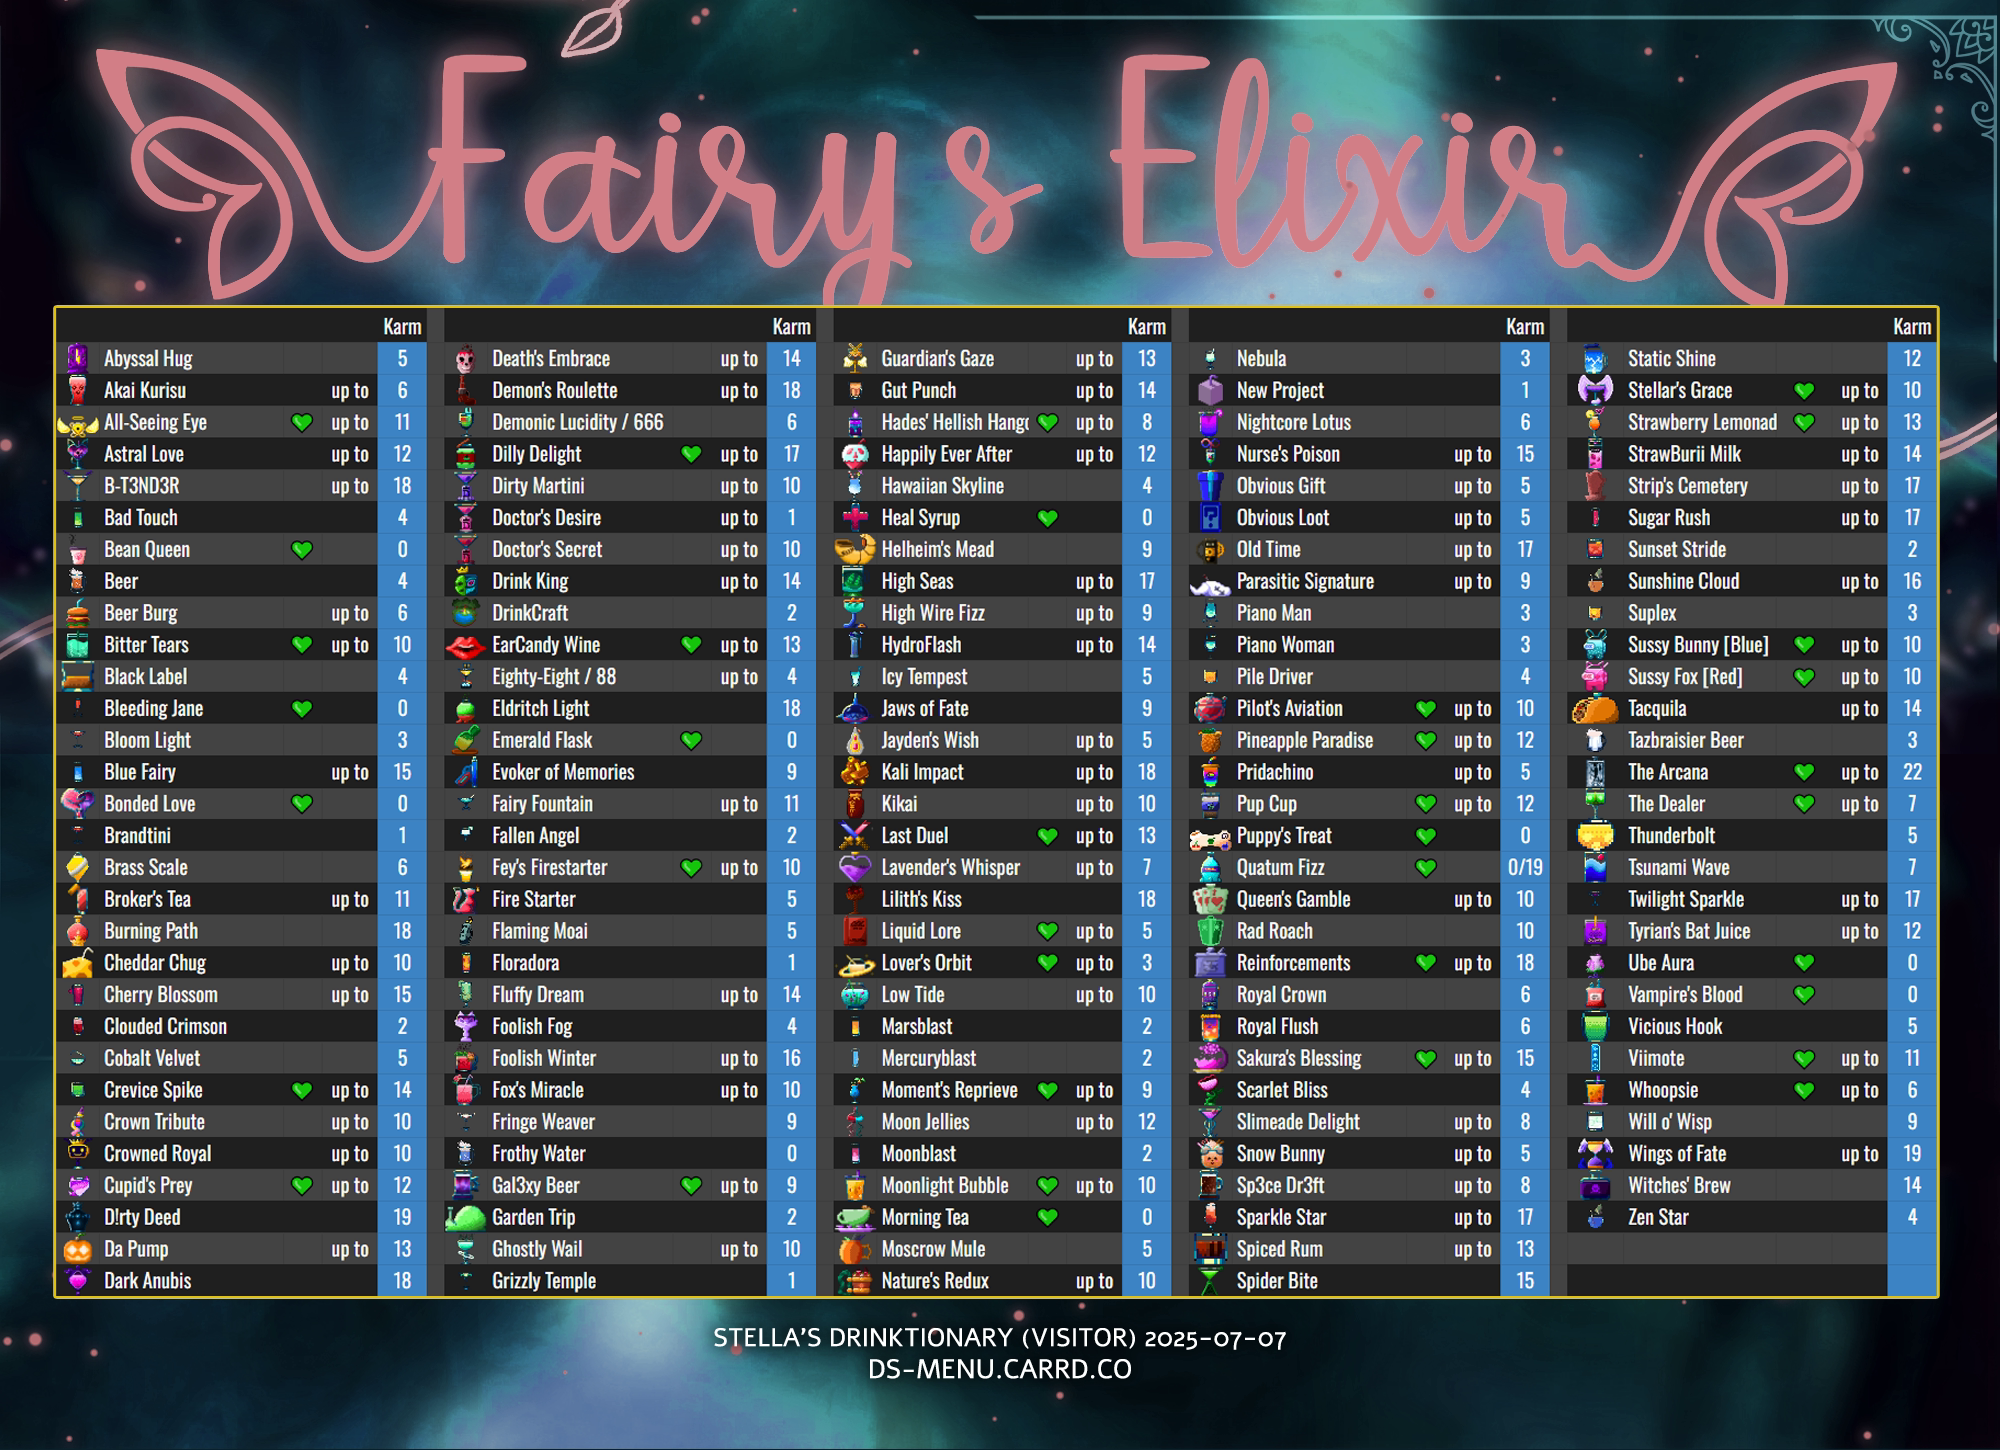 Fairy's Elixir
Karm
Abyssal Hug 5
Akai Kurisu up to 6
All-Seeing Eye up to 11
Astral Love up to 12
B-T3ND3R up to 18
Bad Touch 4
Bean Queen 0
Beer 4
Beer Burg up to 6
Bitter Tears up to 10
Black Label 4
Bleeding Jane 0
Bloom Light 3
Blue Fairy up to 15
Bonded Love 0
Brandtini 1
Brass Scale 6
Broker's Tea up to 11
Burning Path 18
Cheddar Chug up to 10
Cherry Blossom up to 15
Clouded Crimson 2
Cobalt Velvet 5
Crevice Spike up to 14
Crown Tribute up to 10
Crowned Royal up to 10
Cupid's Prey up to 12
D!rty Deed 19
Da Pump up to 13
Dark Anubis 18
Karm
Death's Embrace up to 14
Demon's Roulette up to 18
Demonic Lucidity / 666 6
Dilly Delight up to 17
Dirty Martini up to 10
Doctor's Desire up to 1
Doctor's Secret up to 10
Drink King up to 14
DrinkCraft 2
EarCandy Wine up to 13
Eighty-Eight / 88 up to 4
Eldritch Light 18
Emerald Flask 0
Evoker of Memories 9
Fairy Fountain up to 11
Fallen Angel 2
Fey's Firestarter up to 10
Fire Starter 5
Flaming Moai 5
Floradora 1
Fluffy Dream up to 14
Foolish Fog 4
Foolish Winter up to 16
Fox's Miracle up to 10
Fringe Weaver 9
Frothy Water 0
Gal3xy Beer up to 9
Garden Trip 2
Ghostly Wail up to 10
Grizzly Temple 1
Karm
Guardian's Gaze up to 13
Gut Punch up to 14
Hades' Hellish Hang up to 8
Happily Ever After up to 12
Hawaiian Skyline 4
Heal Syrup 0
Helheim's Mead 9
High Seas up to 17
High Wire Fizz up to 9
HydroFlash up to 14
Icy Tempest 5
Jaws of Fate 9
Jayden's Wish up to 5
Kali Impact up to 18
Kikai up to 10
Last Duel up to 13
Lavender's Whisper up to 7
Lilith's Kiss 18
Liquid Lore up to 5
Lover's Orbit up to 3
Low Tide up to 10
Marsblast 2
Mercuryblast 2
Moment's Reprieve up to 9
Moon Jellies up to 12
Moonblast 2
Moonlight Bubble up to 10
Morning Tea 0
Moscrow Mule 5
Nature's Redux up to 10
Karm
Nebula 3
New Project 1
Nightcore Lotus 6
Nurse's Poison up to 15
Obvious Gift up to 5
Obvious Loot up to 5
Old Time up to 17
Parasitic Signature up to 9
Piano Man 3
Piano Woman 3
Pile Driver 4
Pilot's Aviation up to 10
Pineapple Paradise up to 12
Pridachino up to 5
Pup Cup up to 12
Puppy's Treat 0
Quatum Fizz 0/19
Queen's Gamble up to 10
Rad Roach 10
Reinforcements up to 18
Royal Crown 6
Royal Flush 6
Sakura's Blessing up to 15
Scarlet Bliss 4
Slimeade Delight up to 8
Snow Bunny up to 5
Sp3ce Dr3ft up to 8
Sparkle Star up to 17
Spiced Rum up to 13
Spider Bite 15
Karm
Static Shine 12
Stellar's Grace up to 10
Strawberry Lemonad up to 13
StrawBurii Milk up to 14
Strip's Cemetery up to 17
Sugar Rush up to 17
Sunset Stride 2
Sunshine Cloud up to 16
Suplex 3
Sussy Bunny [Blue] up to 10
Sussy Fox [Red] up to 10
Tacquila up to 14
Tazbraisier Beer 3
The Arcana up to 22
The Dealer up to 7
Thunderbolt 5
Tsunami Wave 7
Twilight Sparkle up to 17
Tyrian's Bat Juice up to 12
Ube Aura 0
Vampire's Blood 0
Vicious Hook 5
Viimote up to 11
Whoopsie up to 6
Will o' Wisp 9
Wings of Fate up to 19
Witches' Brew 14
Zen Star 4
STELLA'S DRINKTIONARY (VISITOR) 2025-07-07
DS-MENU.CARRD.CO